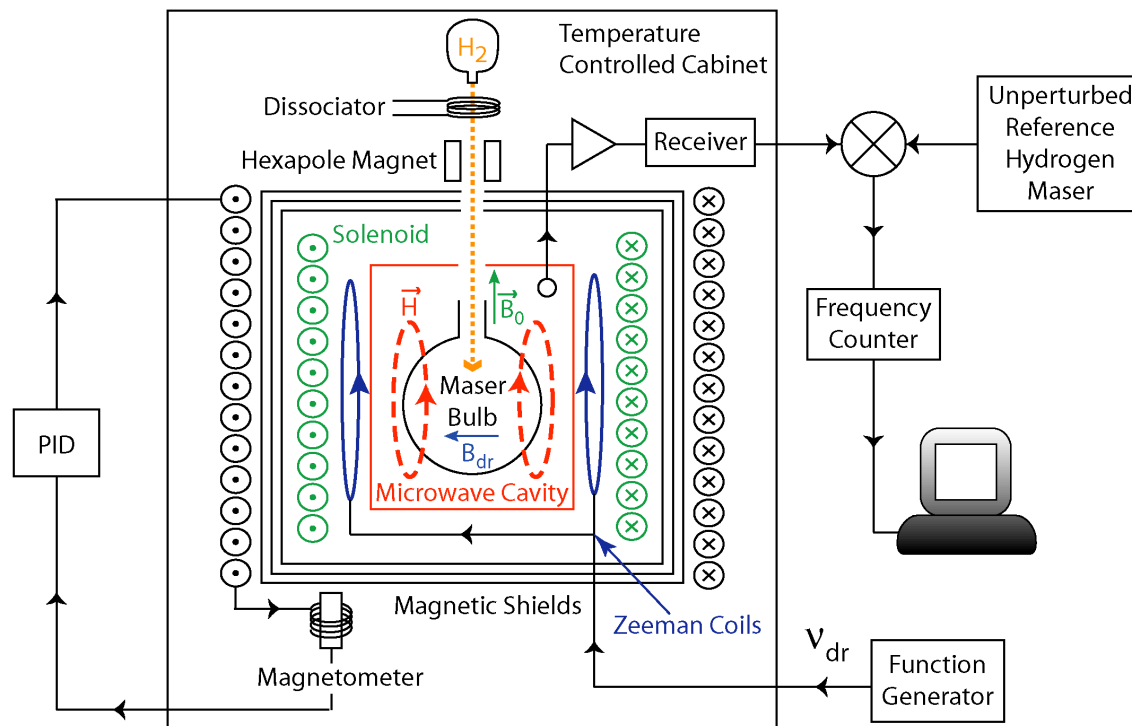 H2
Temperature
Controlled Cabinet
Dissociator
Hexapole Magnet
Receiver
Unperturbed
Reference
Hydrogen
Maser
Solenoid
H
B0
Frequency
Counter
Maser
Bulb
Bdr
PID
Microwave Cavity
Magnetic Shields
Zeeman Coils
Magnetometer
νdr
Function
Generator